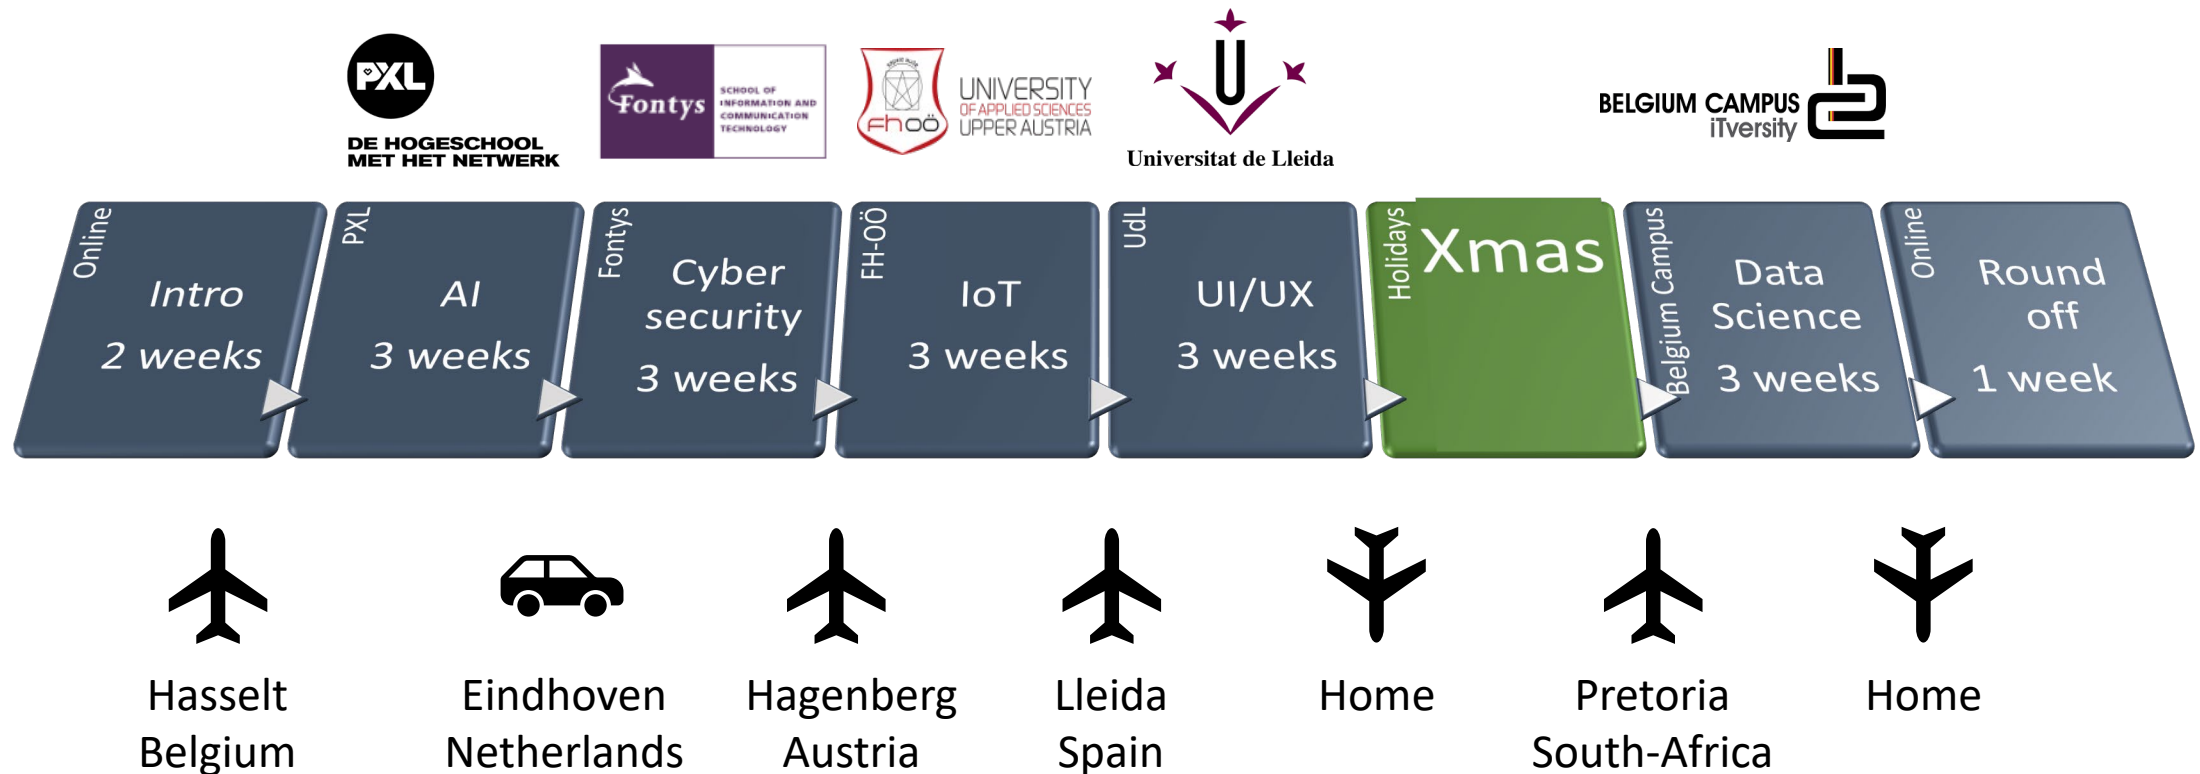 PXL
DE HOGESCHOOL
MET HET NETWERK
Fontys
SCHOOL OF
INFORMATION AND
COMMUNICATION
TECHNOLOGY
fhoö
UNIVERSITY
OF APPLIED SCIENCES
UPPER AUSTRIA
U
Universitat de Lleida
BELGIUM CAMPUS
iTversity
Online
Intro
2 weeks
PXL
AI
3 weeks
Fontys
Cyber
security
3 weeks
FH-OÖ
IoT
3 weeks
UdL
UI/UX
3 weeks
Holidays
Xmas
Belgium Campus
Data
Science
3 weeks
Online
Round
off
1 week
Hasselt
Belgium
Eindhoven
Netherlands
Hagenberg
Austria
Lleida
Spain
Home
Pretoria
South-Africa
Home